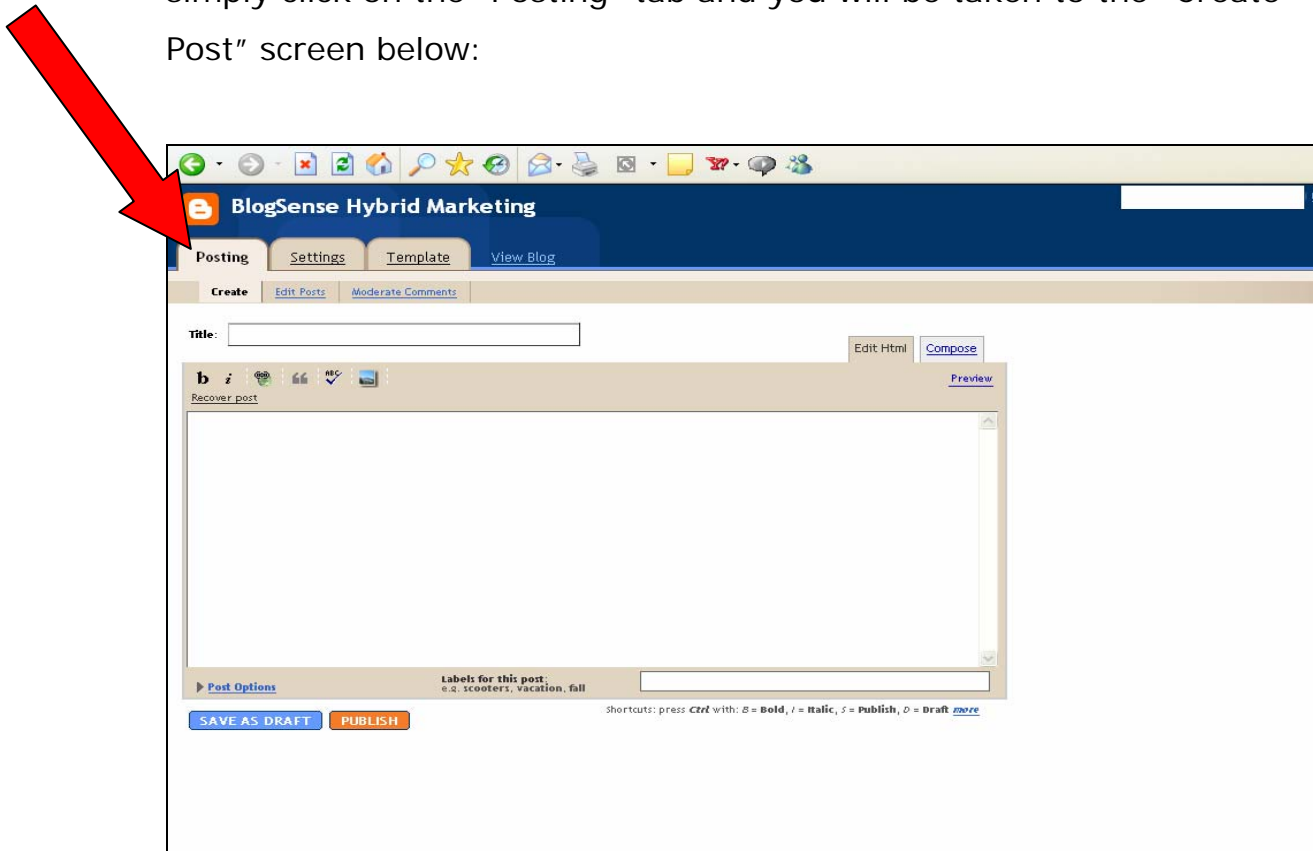 simply click on the "Posting" tab and you will be taken to the "Create
Post" screen below:
BlogSense Hybrid Marketing
Posting Settings Template View Blog
Create Edit Posts Moderate Comments
Title:
Edit Html Compose
b i ABC Preview
Recover post
Post Options Labels for this post:
e.g. scooters, vacation, fall
Shortcuts: press Ctrl with: B = Bold, I = Italic, S = Publish, D = Draft more
SAVE AS DRAFT PUBLISH